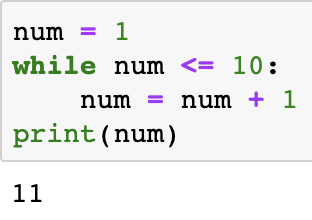 num = 1
while num <= 10:
    num = num + 1
print(num)
11